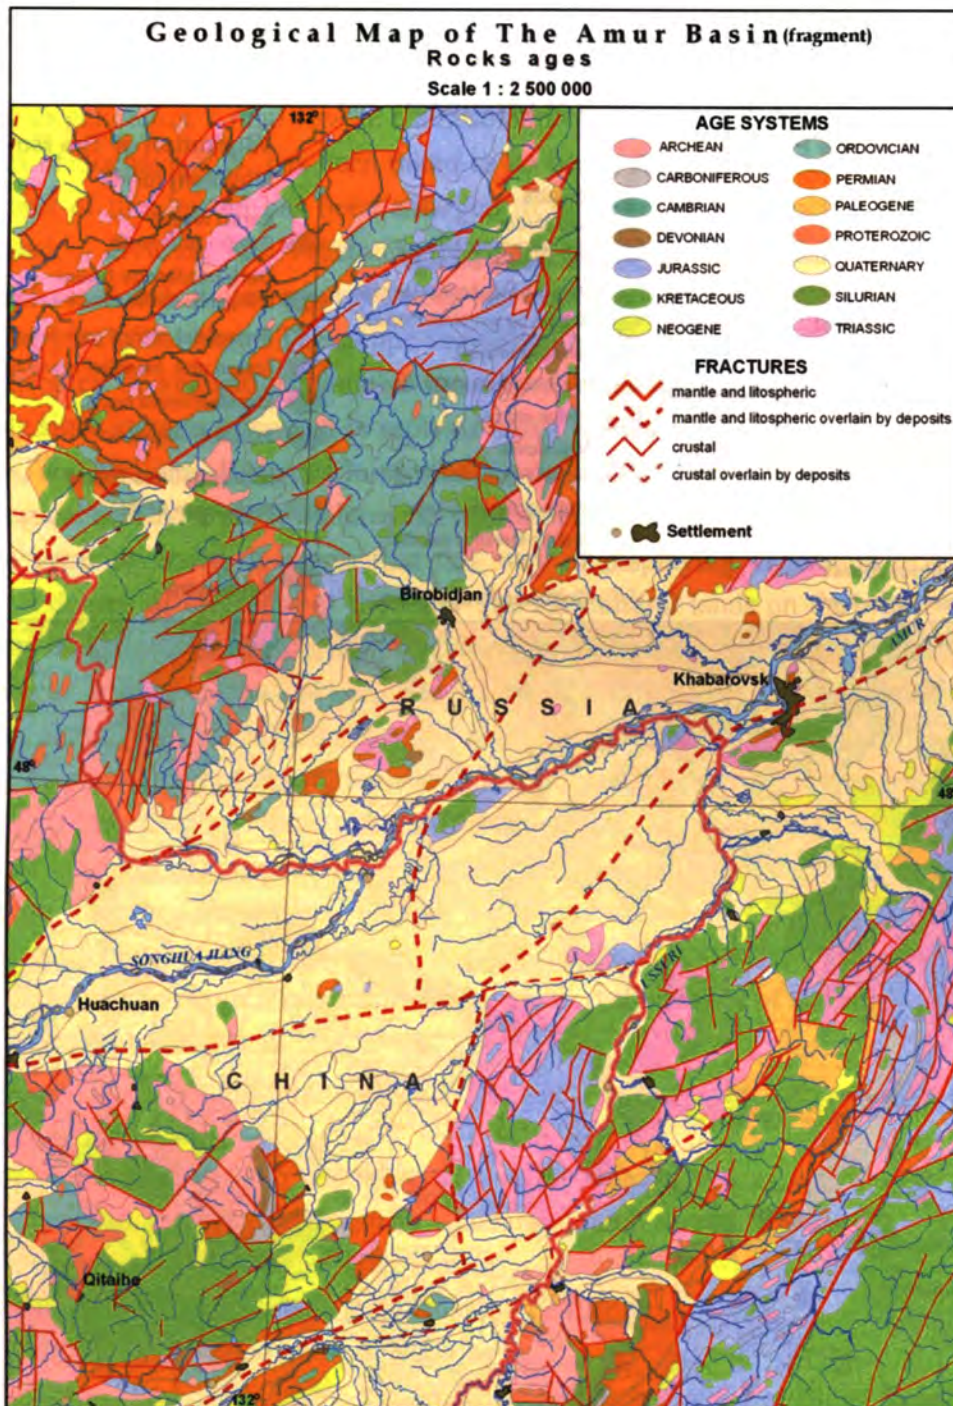 Geological Map of The Amur Basin (fragment)
Rocks ages
Scale 1 : 2 500 000
132°
AGE SYSTEMS
ARCHEAN
ORDOVICIAN
CARBONIFEROUS
PERMIAN
CAMBRIAN
PALEOGENE
DEVONIAN
PROTEROZOIC
JURASSIC
QUATERNARY
KRETACEOUS
SILURIAN
NEOGENE
TRIASSIC
FRACTURES
mantle and litospheric
mantle and litospheric overlain by deposits
crustal
crustal overlain by deposits
Settlement
Birobidjan
AMUR
Khabarovsk
RUSSIA
48°
48
SONGHUA JIANG
USSURI
Huachuan
CHINA
Qitaihe
132°